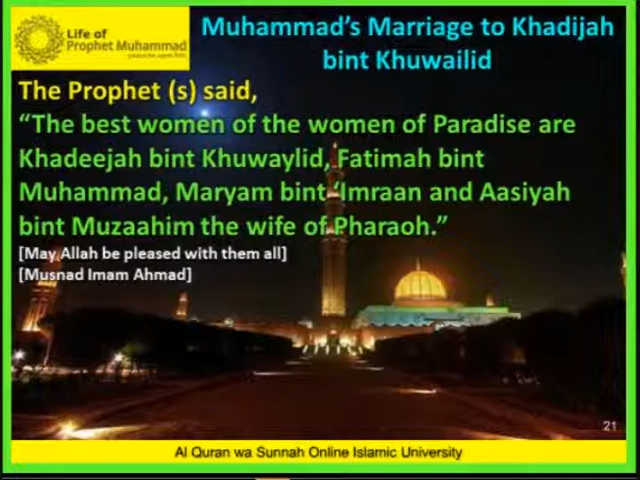 Life of
Prophet Muhammad
Muhammad's Marriage to Khadijah
bint Khuwailid
The Prophet (s) said,
“The best women of the women of Paradise are
Khadeejah bint Khuwaylid, Fatimah bint
Muhammad, Maryam bint ‘Imraan and Aasiyah
bint Muzaahim the wife of Pharaoh.”
[May Allah be pleased with them all]
[Musnad Imam Ahmad]
21
Al Quran wa Sunnah Online Islamic University